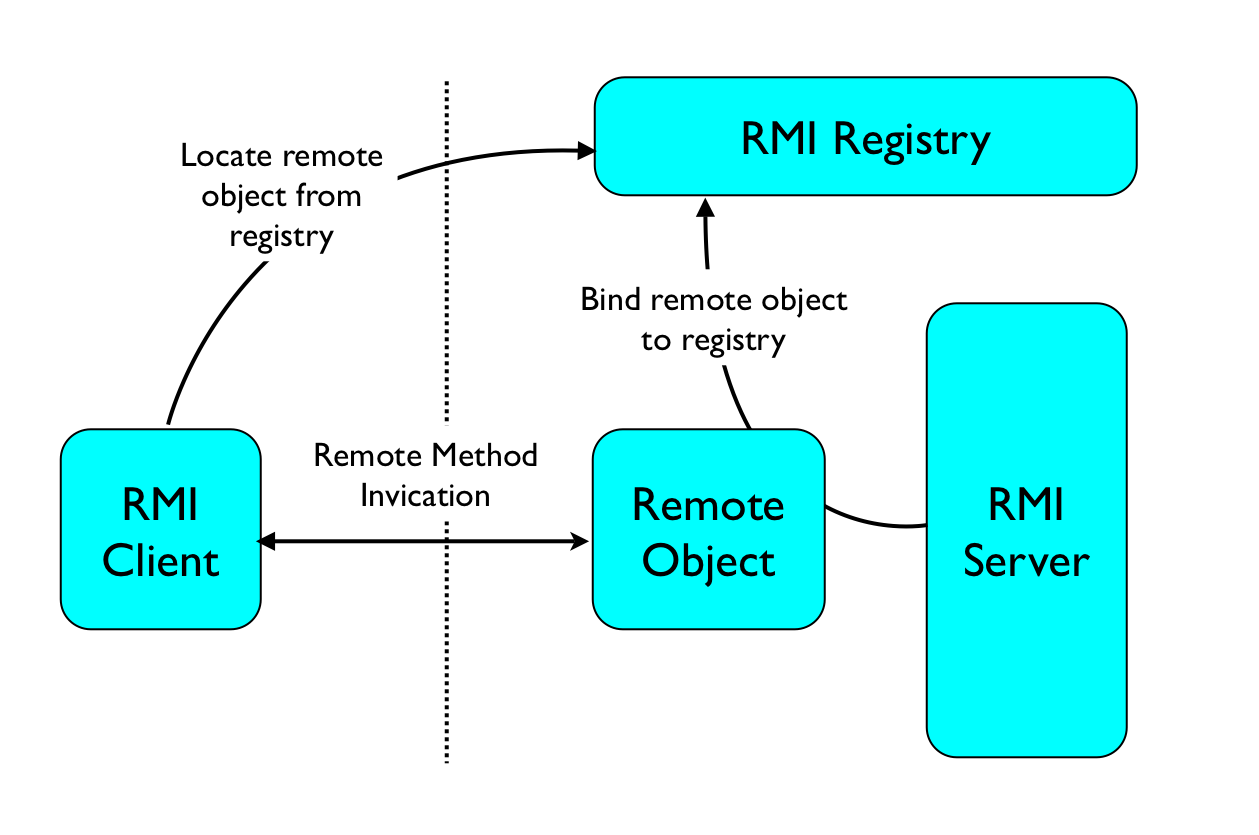 RMI Registry
Locate remote
object from
registry
Bind remote object
to registry
Remote Method
Invication
RMI
Client
Remote
Object
RMI
Server